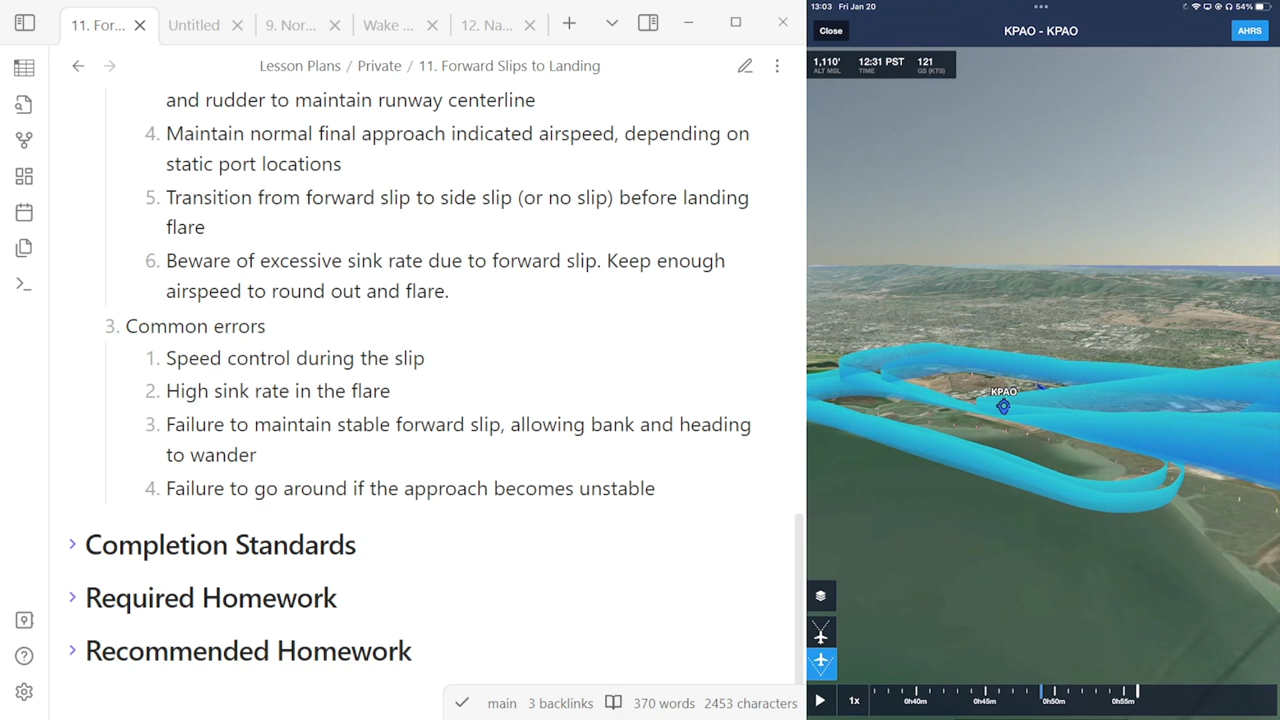 11. For...
Untitled
9. Nor...
Wake ...
12. Na...
Lesson Plans / Private / 11. Forward Slips to Landing
and rudder to maintain runway centerline
4. Maintain normal final approach indicated airspeed, depending on
static port locations
5. Transition from forward slip to side slip (or no slip) before landing
flare
6. Beware of excessive sink rate due to forward slip. Keep enough
airspeed to round out and flare.
3. Common errors
1. Speed control during the slip
2. High sink rate in the flare
3. Failure to maintain stable forward slip, allowing bank and heading
to wander
4. Failure to go around if the approach becomes unstable
Completion Standards
Required Homework
Recommended Homework
main 3 backlinks 370 words 2453 characters
13:03 Fri Jan 20
54%
Close
KPAO - KPAO
AHRS
1,110' 12:31 PST 121
ALT MSL TIME GS (KTS)
KPAO
1x
0h40m 0h45m 0h50m 0h55m